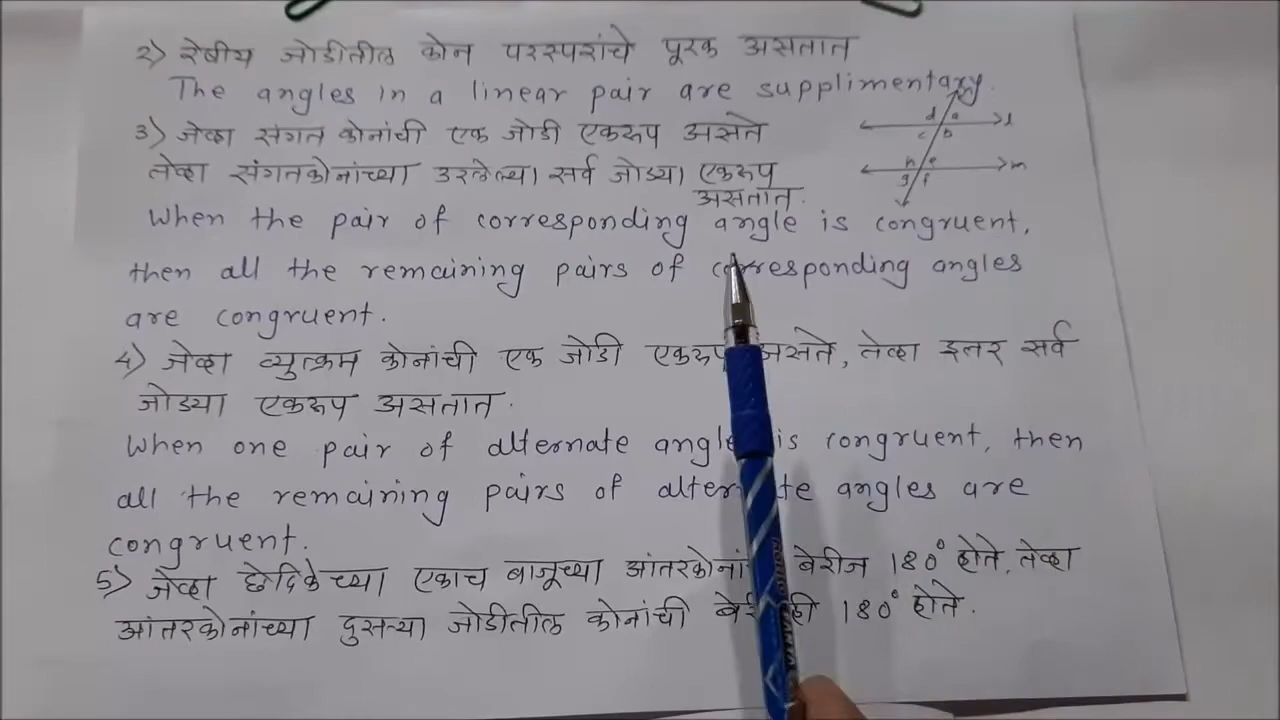 2) रेषीय जोडीतील कोन परस्परांचे पूरक असतात
The angles in a linear pair are supplimentary.
3) जेव्हा संगत कोनांची एक जोडी एकरूप असते
तेव्हा संगतकोनांच्या उरलेल्या सर्व जोड्या एकरूप
असतात.
When the pair of corresponding angle is congruent,
then all the remaining pairs of corresponding angles
are congruent.
4) जेव्हा व्युत्क्रम कोनांची एक जोडी एकरूप असते, तेव्हा इतर सर्व
जोड्या एकरूप असतात.
When one pair of alternate angle is congruent, then
all the remaining pairs of alternate angles are
congruent.
5) जेव्हा छेदिकेच्या एकाच बाजूच्या आंतरकोनां बेरीज 180° होते, तेव्हा
आंतरकोनांच्या दुसऱ्या जोडीतील कोनांची ही 180° होते.
n
d a l
c b
h e m
g f